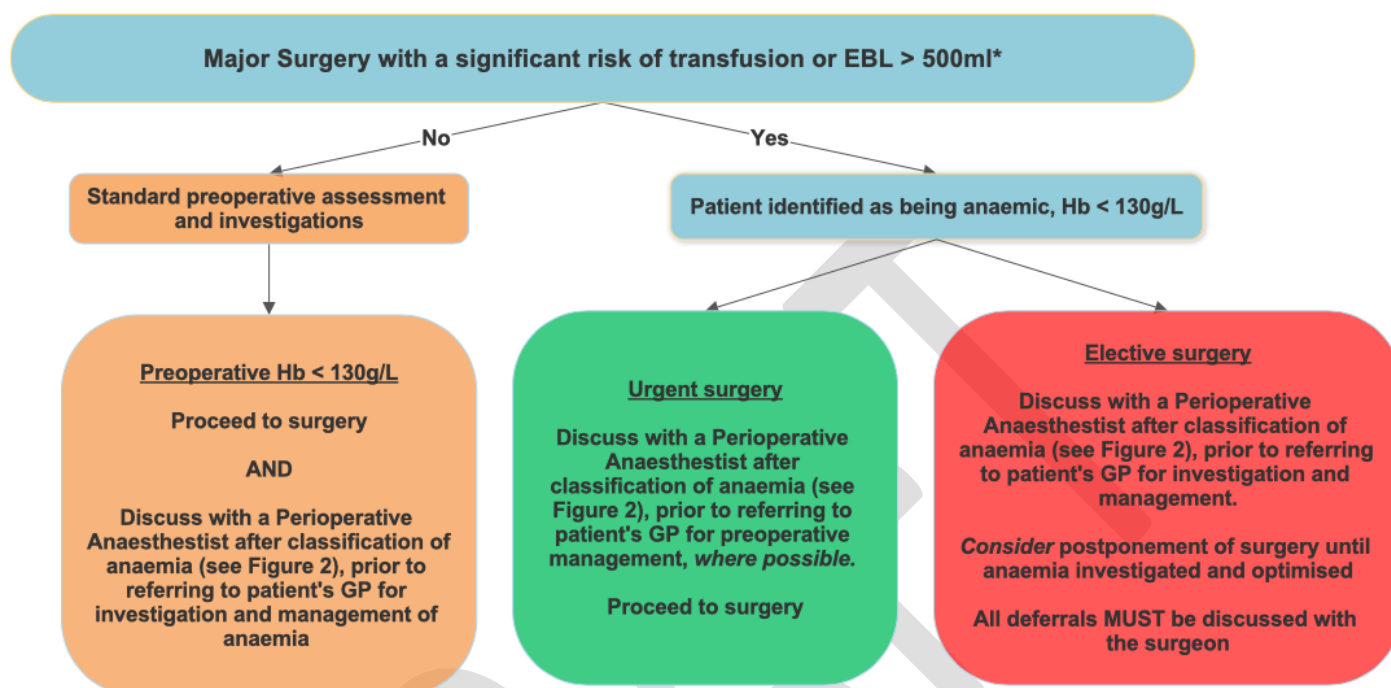 Major Surgery with a significant risk of transfusion or EBL > 500ml*
No
Yes
Standard preoperative assessment
and investigations
Patient identified as being anaemic, Hb < 130g/L
Preoperative Hb < 130g/L
Proceed to surgery
AND
Discuss with a Perioperative
Anaesthestist after classification of
anaemia (see Figure 2), prior to
referring to patient's GP for
investigation and management of
anaemia
Urgent surgery
Discuss with a Perioperative
Anaesthestist after
classification of anaemia (see
Figure 2), prior to referring to
patient's GP for preoperative
management, where possible.
Proceed to surgery
Elective surgery
Discuss with a Perioperative
Anaesthestist after classification of
anaemia (see Figure 2), prior to referring
to patient's GP for investigation and
management.
Consider postponement of surgery until
anaemia investigated and optimised
All deferrals MUST be discussed with
the surgeon